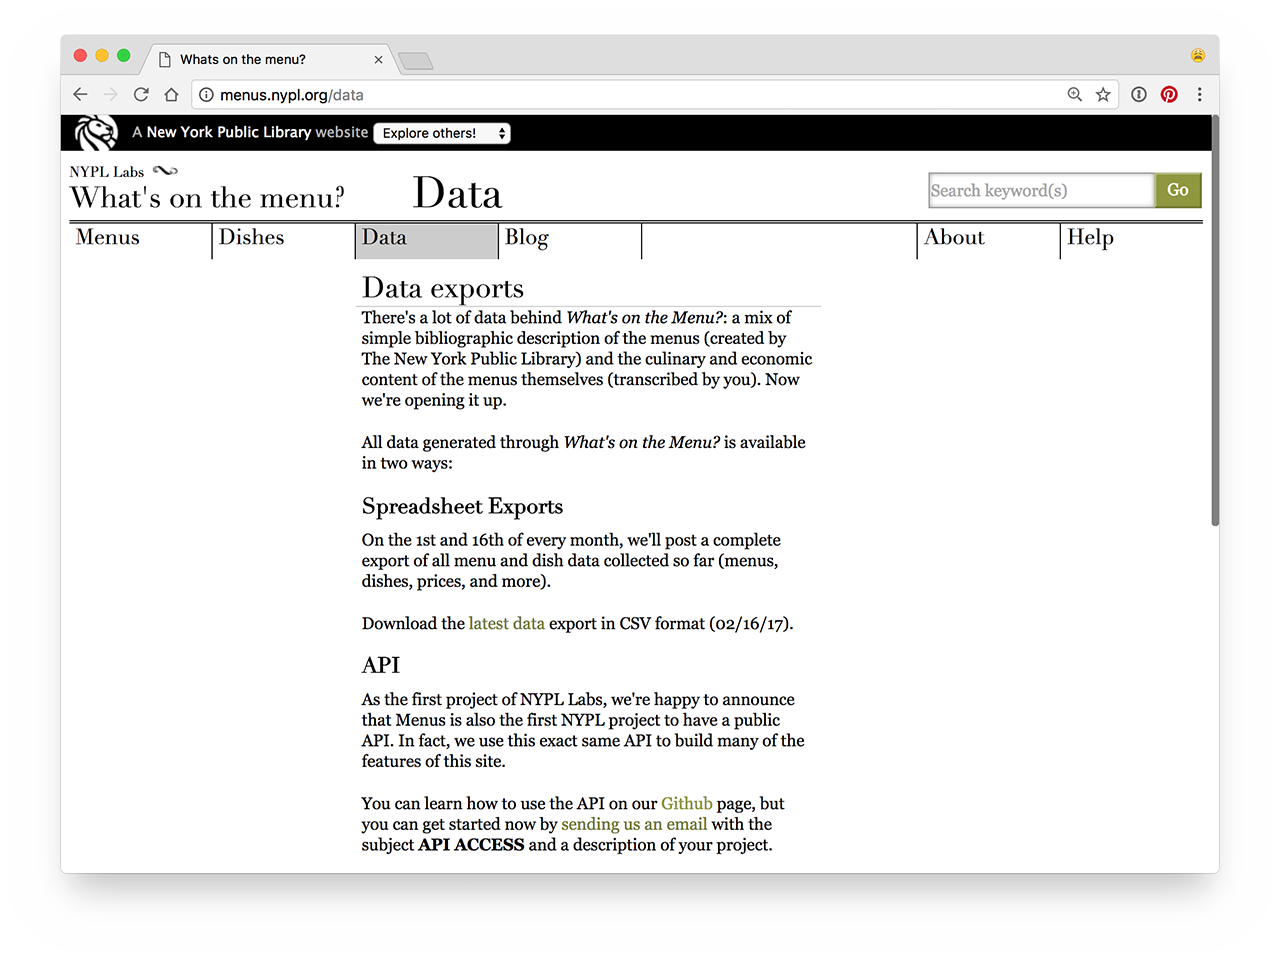 Whats on the menu?
menus.nypl.org/data
A New York Public Library website Explore others!
NYPL Labs
What's on the menu?
Data
Search keyword(s) Go
Menus Dishes Data Blog About Help
Data exports
There's a lot of data behind What's on the Menu?: a mix of
simple bibliographic description of the menus (created by
The New York Public Library) and the culinary and economic
content of the menus themselves (transcribed by you). Now
we're opening it up.
All data generated through What's on the Menu? is available
in two ways:
Spreadsheet Exports
On the 1st and 16th of every month, we'll post a complete
export of all menu and dish data collected so far (menus,
dishes, prices, and more).
Download the latest data export in CSV format (02/16/17).
API
As the first project of NYPL Labs, we're happy to announce
that Menus is also the first NYPL project to have a public
API. In fact, we use this exact same API to build many of the
features of this site.
You can learn how to use the API on our Github page, but
you can get started now by sending us an email with the
subject API ACCESS and a description of your project.